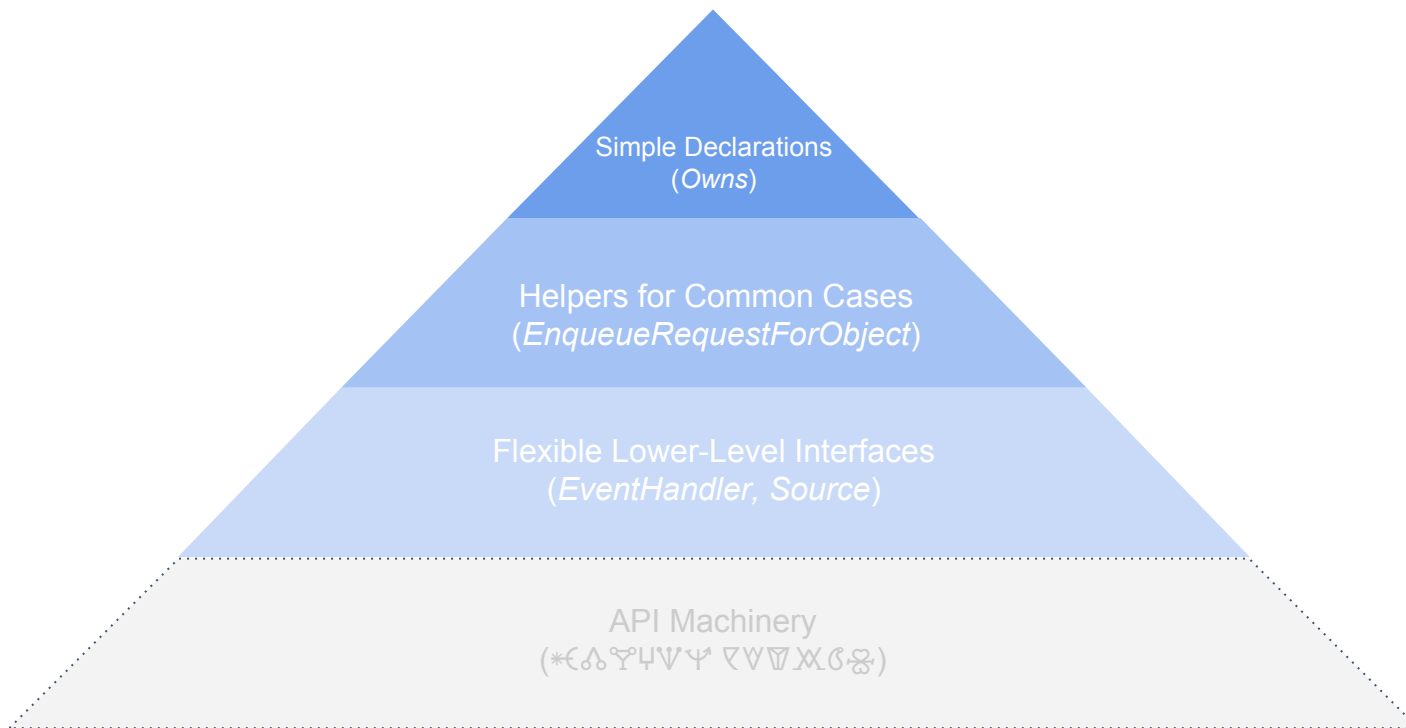 Simple Declarations
(Owns)
Helpers for Common Cases
(EnqueueRequestForObject)
Flexible Lower-Level Interfaces
(EventHandler, Source)
API Machinery